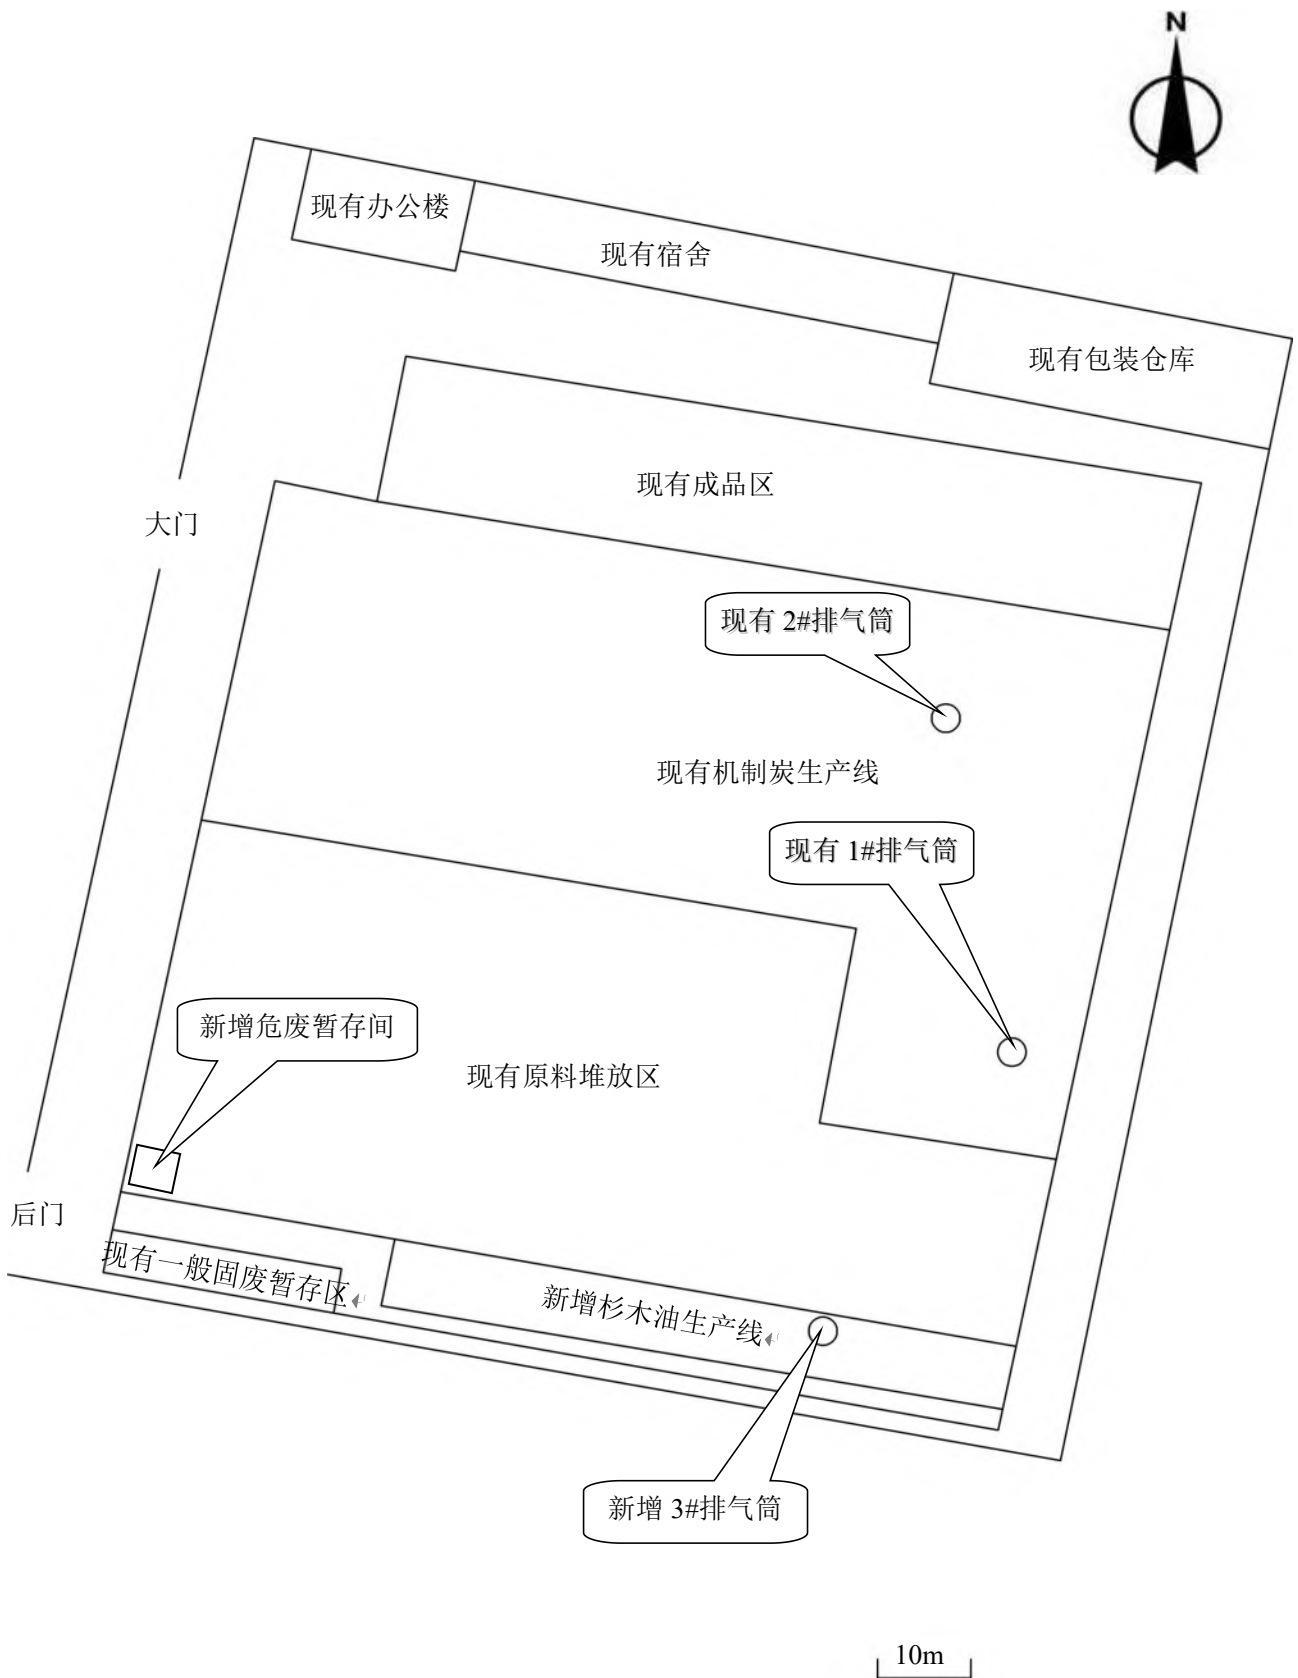 N
现有办公楼
现有宿舍
现有包装仓库
现有成品区
大门
现有 2#排气筒
现有机制炭生产线
现有 1#排气筒
新增危废暂存间
现有原料堆放区
后门
现有一般固废暂存区
新增杉木油生产线
新增 3#排气筒
10m